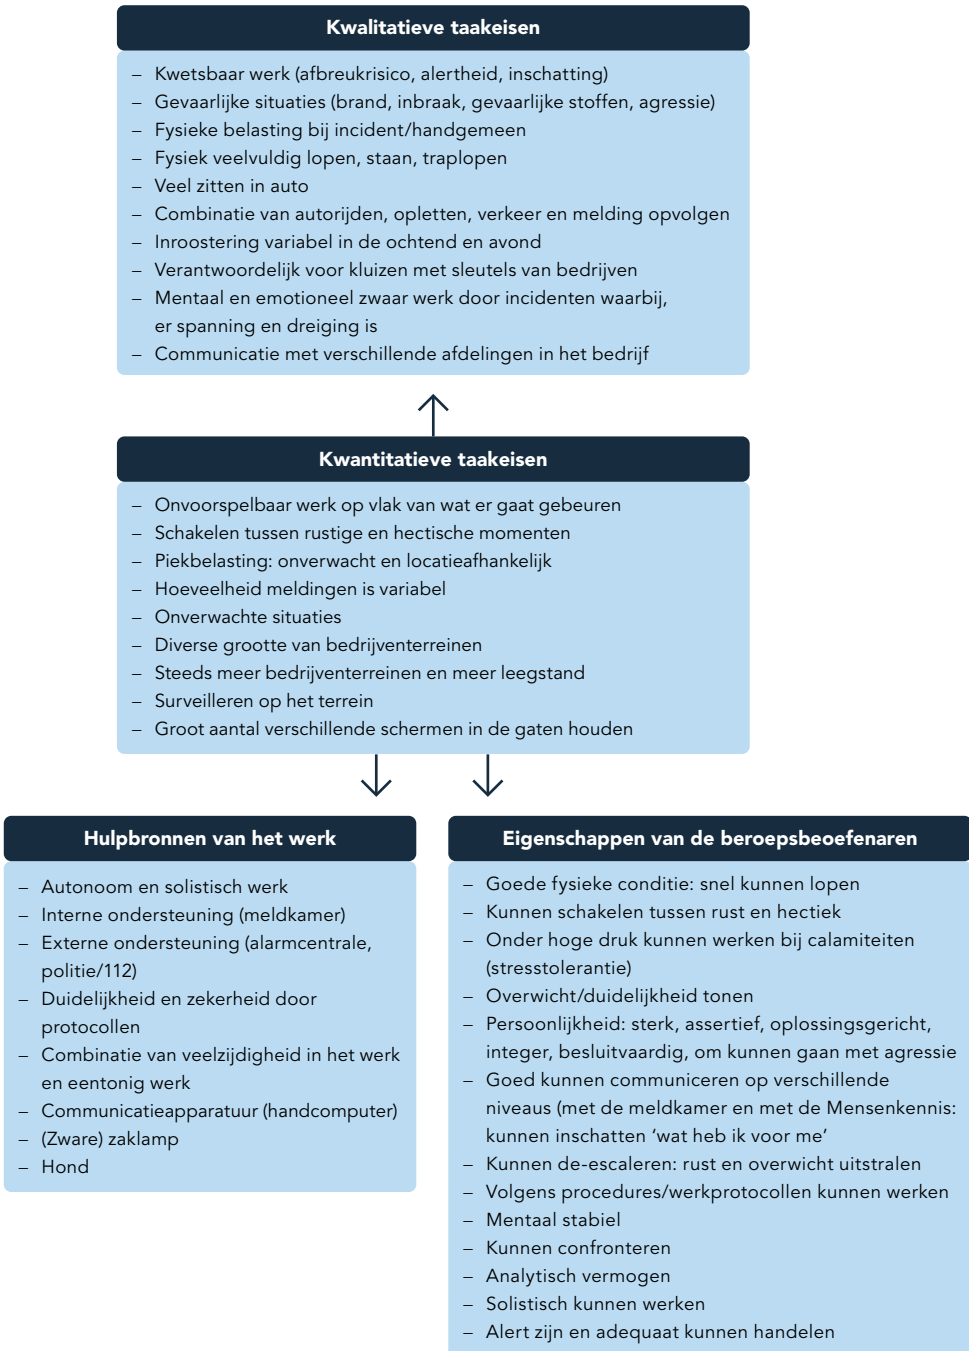 Kwalitatieve taakeisen
– Kwetsbaar werk (afbreukrisico, alertheid, inschatting)
– Gevaarlijke situaties (brand, inbraak, gevaarlijke stoffen, agressie)
– Fysieke belasting bij incident/handgemeen
– Fysiek veelvuldig lopen, staan, traplopen
– Veel zitten in auto
– Combinatie van autorijden, opletten, verkeer en melding opvolgen
– Inroostering variabel in de ochtend en avond
– Verantwoordelijk voor kluizen met sleutels van bedrijven
– Mentaal en emotioneel zwaar werk door incidenten waarbij,
er spanning en dreiging is
– Communicatie met verschillende afdelingen in het bedrijf
Kwantitatieve taakeisen
– Onvoorspelbaar werk op vlak van wat er gaat gebeuren
– Schakelen tussen rustige en hectische momenten
– Piekbelasting: onverwacht en locatieafhankelijk
– Hoeveelheid meldingen is variabel
– Onverwachte situaties
– Diverse grootte van bedrijventerreinen
– Steeds meer bedrijventerreinen en meer leegstand
– Surveilleren op het terrein
– Groot aantal verschillende schermen in de gaten houden
Hulpbronnen van het werk
– Autonoom en solistisch werk
– Interne ondersteuning (meldkamer)
– Externe ondersteuning (alarmcentrale,
politie/112)
– Duidelijkheid en zekerheid door
protocollen
– Combinatie van veelzijdigheid in het werk
en eentonig werk
– Communicatieapparatuur (handcomputer)
– (Zware) zaklamp
– Hond
Eigenschappen van de beroepsbeoefenaren
– Goede fysieke conditie: snel kunnen lopen
– Kunnen schakelen tussen rust en hectiek
– Onder hoge druk kunnen werken bij calamiteiten
(stresstolerantie)
– Overwicht/duidelijkheid tonen
– Persoonlijkheid: sterk, assertief, oplossingsgericht,
integer, besluitvaardig, om kunnen gaan met agressie
– Goed kunnen communiceren op verschillende
niveaus (met de meldkamer en met de Mensenkennis:
kunnen inschatten ‘wat heb ik voor me’
– Kunnen de-escaleren: rust en overwicht uitstralen
– Volgens procedures/werkprotocollen kunnen werken
– Mentaal stabiel
– Kunnen confronteren
– Analytisch vermogen
– Solistisch kunnen werken
– Alert zijn en adequaat kunnen handelen